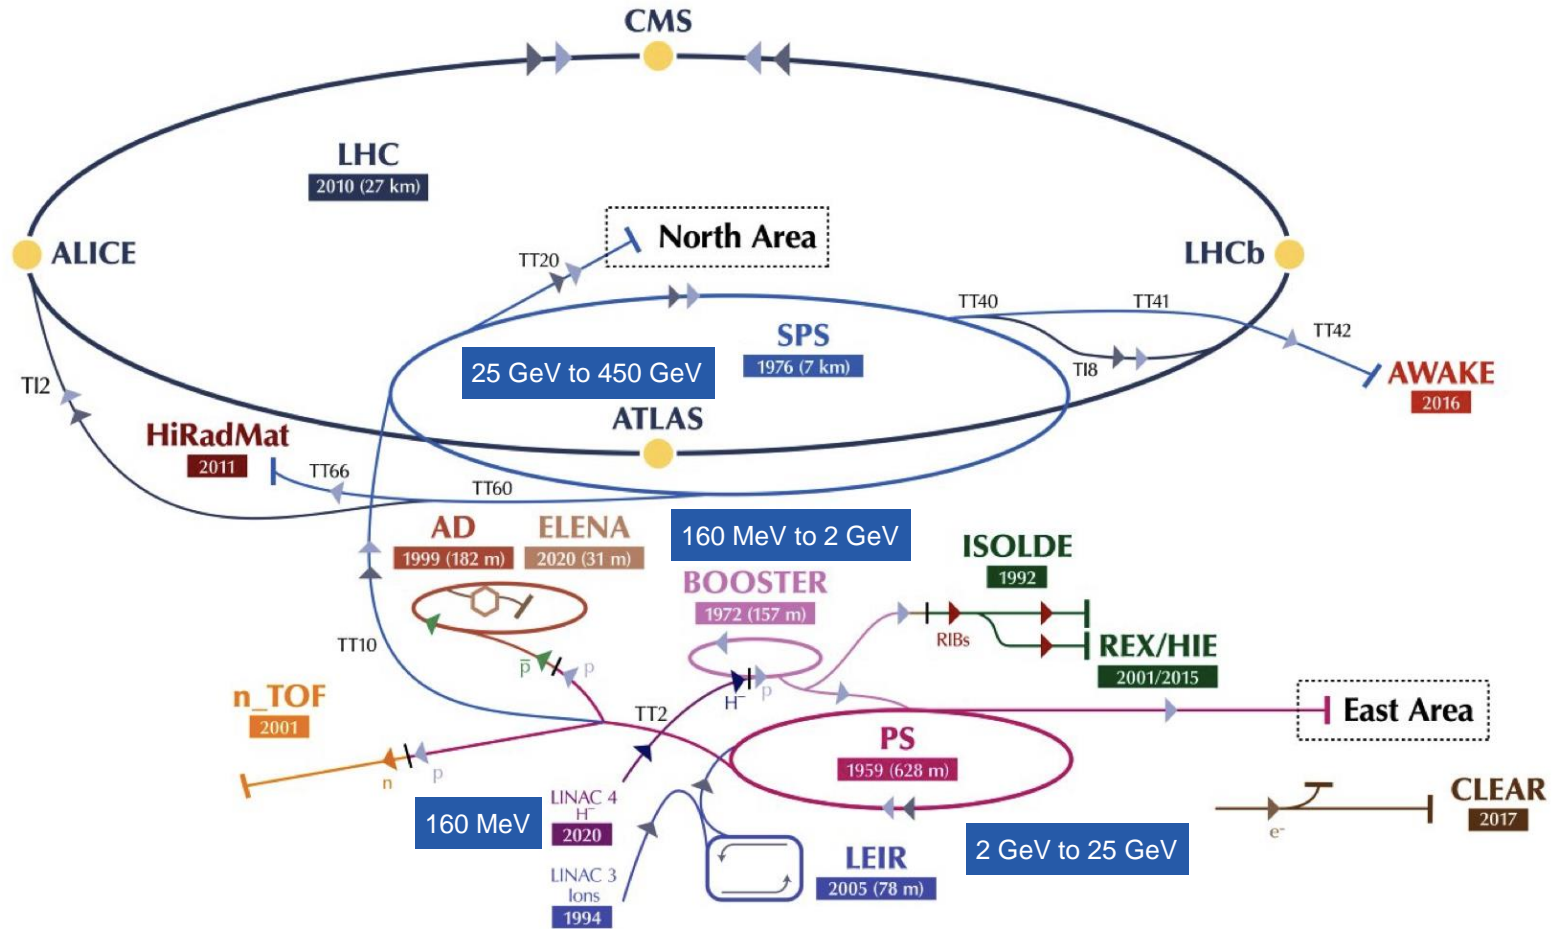 CMS
LHC
2010 (27 km)
North Area
ALICE
LHCb
TT20
TT40
TT41
SPS
1976 (7 km)
TT42
25 GeV to 450 GeV
TI8
AWAKE
2016
TI2
ATLAS
HiRadMat
2011
TT66
TT60
AD
1999 (182 m)
ELENA
2020 (31 m)
160 MeV to 2 GeV
ISOLDE
1992
BOOSTER
1972 (157 m)
RIBs
REX/HIE
2001/2015
TT10
p̅
p
H⁻
p
n_TOF
2001
TT2
East Area
PS
1959 (628 m)
n
p
LINAC 4
H⁻
2020
160 MeV
CLEAR
2017
e⁻
2 GeV to 25 GeV
LEIR
2005 (78 m)
LINAC 3
Ions
1994